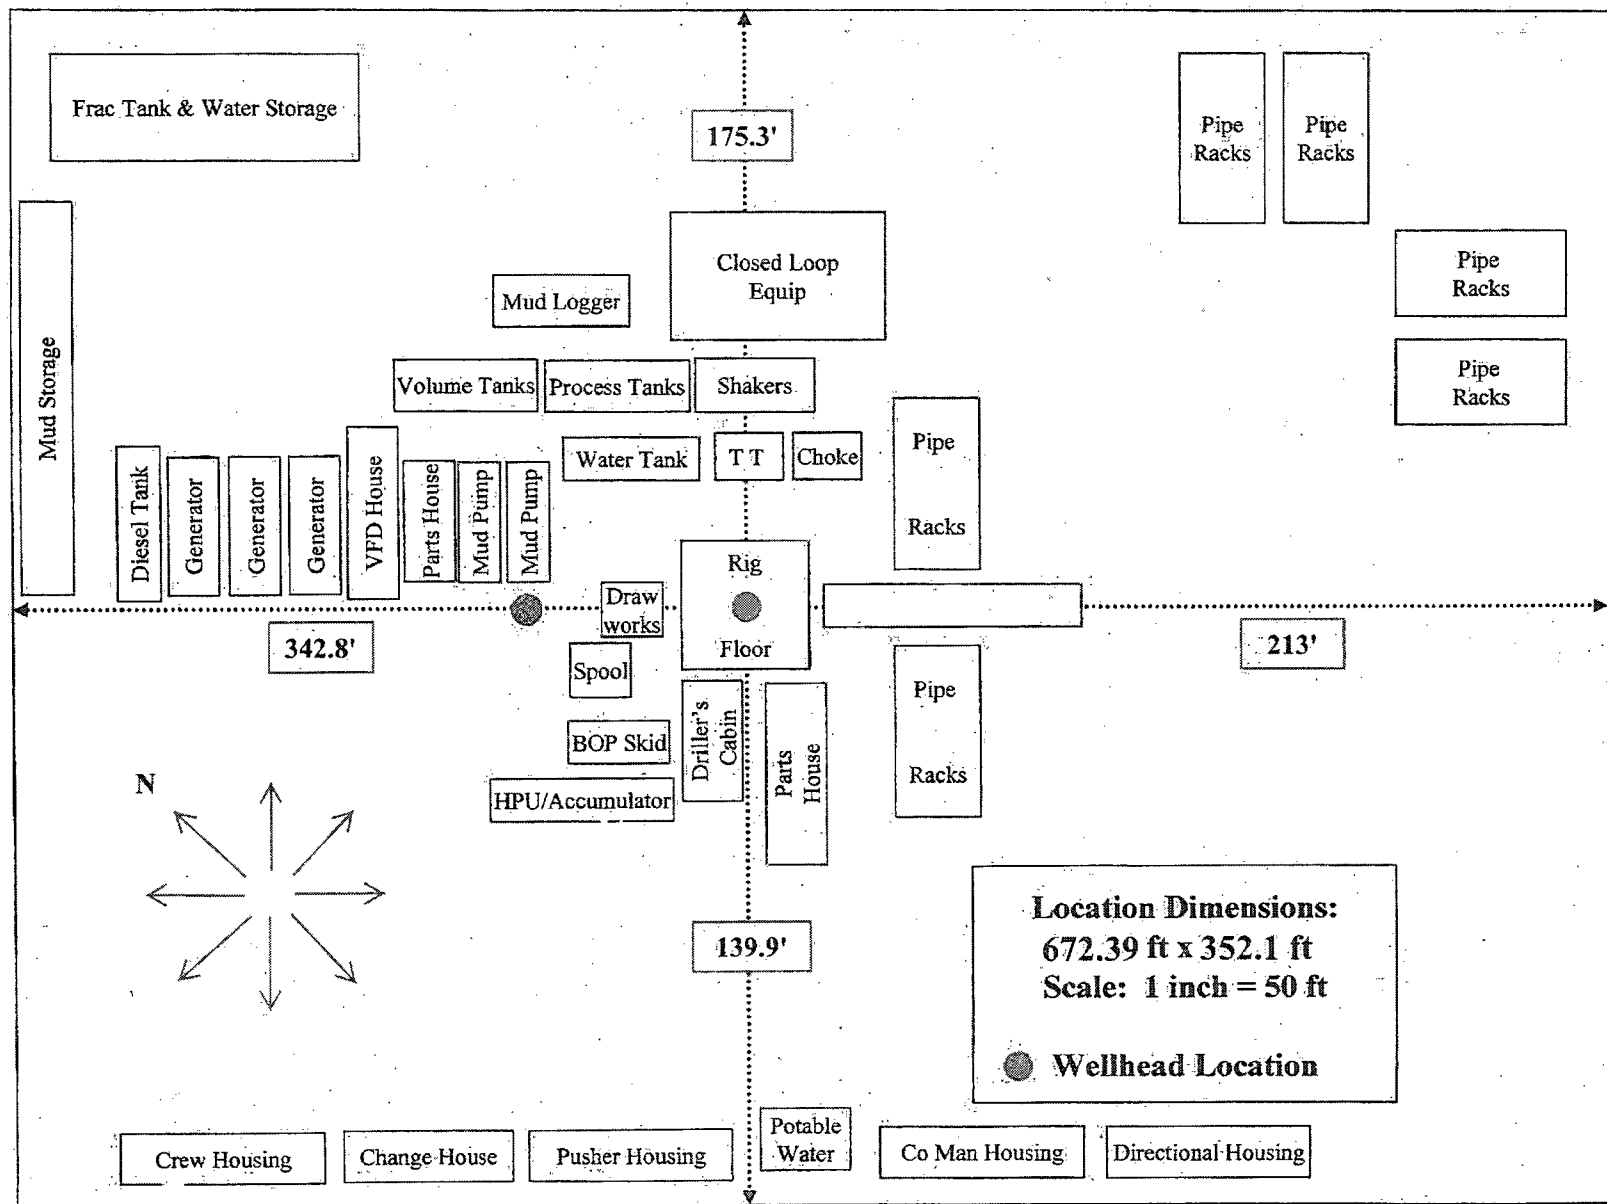 Frac Tank & Water Storage
175.3'
Pipe
Racks
Pipe
Racks
Mud Storage
Closed Loop
Equip
Pipe
Racks
Mud Logger
Pipe
Racks
Volume Tanks
Process Tanks
Shakers
Pipe
Racks
Water Tank
T T
Choke
Diesel Tank
Generator
Generator
Generator
VFD House
Parts House
Mud Pump
Mud Pump
Rig
Floor
Draw
works
342.8'
213'
Spool
Pipe
Racks
BOP Skid
Driller's
Cabin
Parts
House
HPU/Accumulator
N
139.9'
Location Dimensions:
672.39 ft x 352.1 ft
Scale: 1 inch = 50 ft
Wellhead Location
Crew Housing
Change House
Pusher Housing
Potable
Water
Co Man Housing
Directional Housing